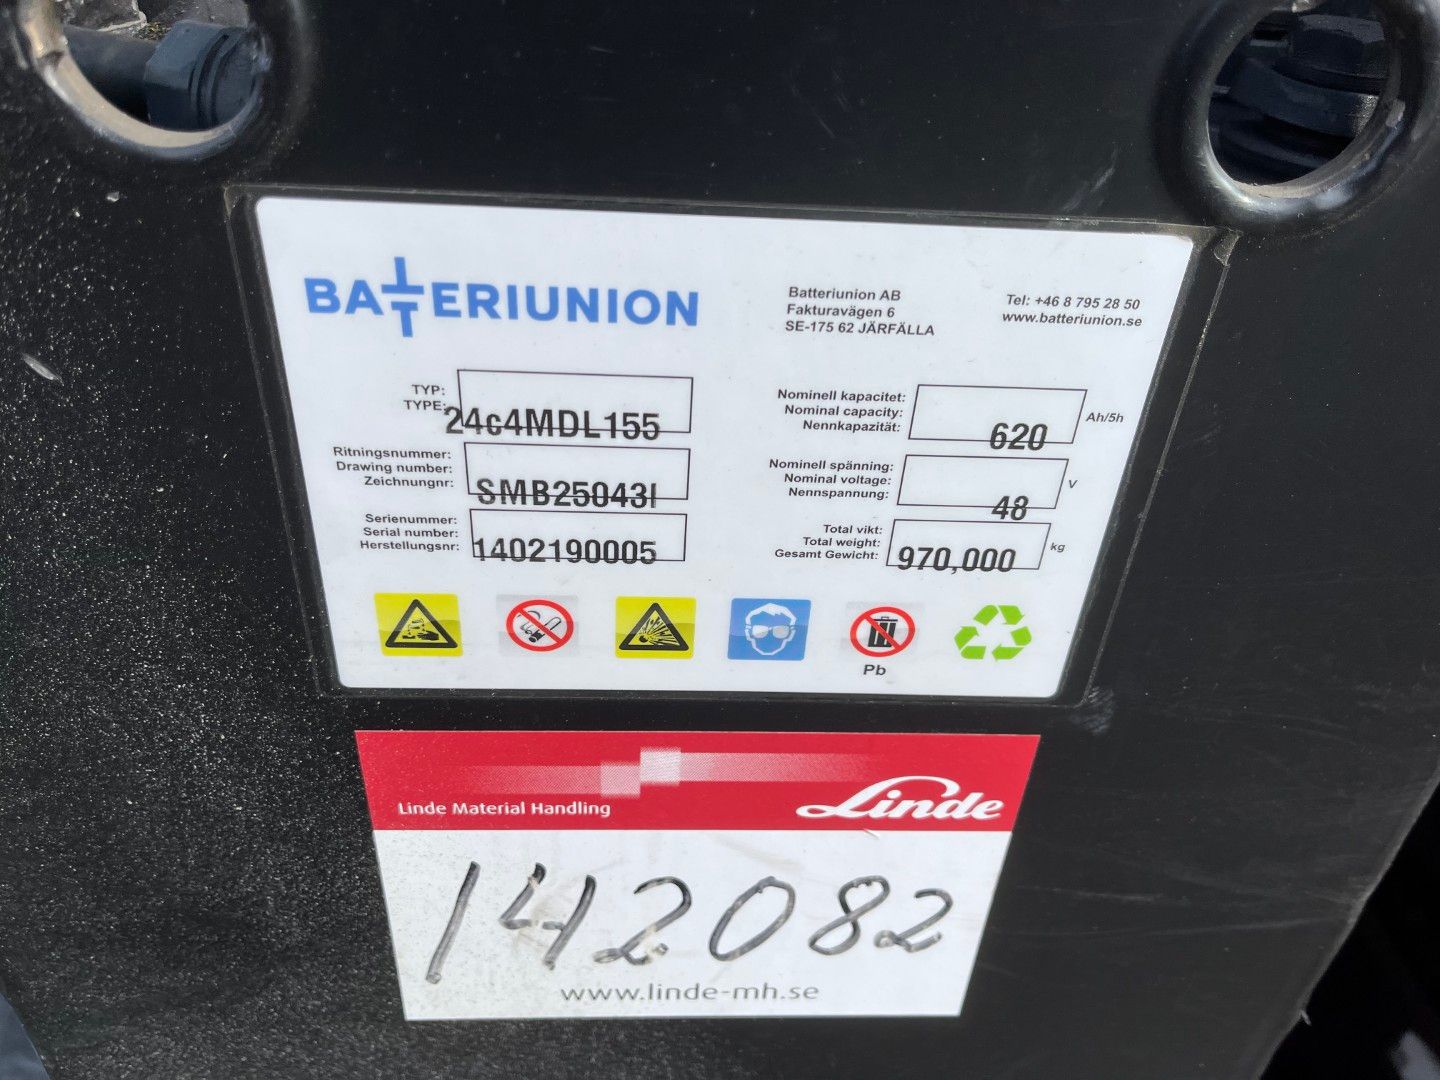 BATTERIUNION
Batteriunion AB
Fakturavägen 6
SE-175 62 JÄRFÄLLA
Tel: +46 8 795 28 50
www.batteriunion.se
TYP:
TYPE:
24c4MDL155
Ritningsnummer:
Drawing number:
Zeichnungnr:
SMB25043I
Serienummer:
Serial number:
Herstellungsnr:
1402190005
Nominell kapacitet:
Nominal capacity:
Nennkapazität:
620
Ah/5h
Nominell spänning:
Nominal voltage:
Nennspannung:
48
V
Total vikt:
Total weight:
Gesamt Gewicht:
970,000
kg
Pb
Linde Material Handling
Linde
142082
www.linde-mh.se